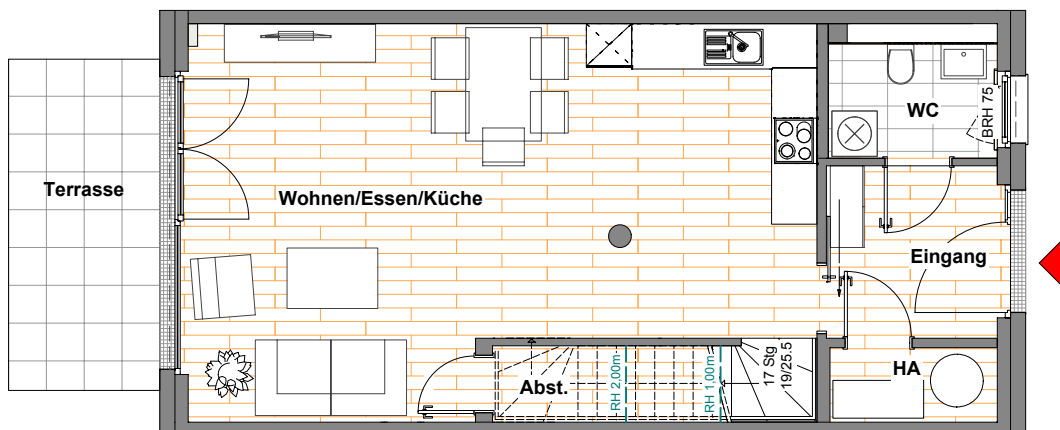 Terrasse
Wohnen/Essen/Küche
WC
BRH 75
Eingang
HA
Abst.
RH 2,00m
RH 1,00m
17 Stg
19/25.5